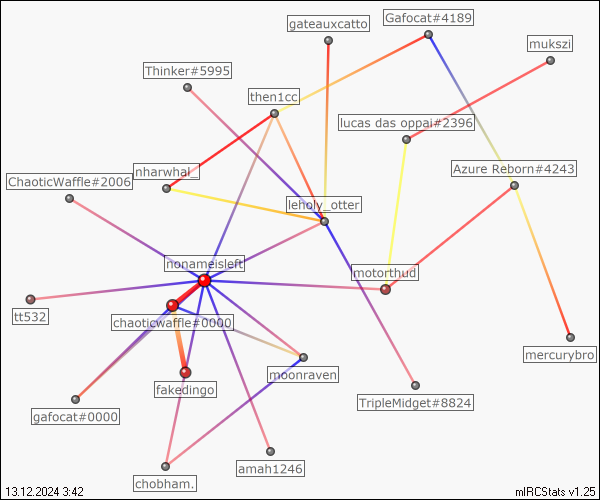 gateauxcatto
Gafocat#4189
mukszi
Thinker#5995
then1cc
lucas das oppai#2396
nharwhal_
Azure Reborn#4243
ChaoticWaffle#2006
leholy_otter
nonameisleft
motorthud
tt532
chaoticwaffle#0000
mercurybro
fakedingo
moonraven
gafocat#0000
TripleMidget#8824
amah1246
chobham.
13.12.2024 3:42
mIRCStats v1.25